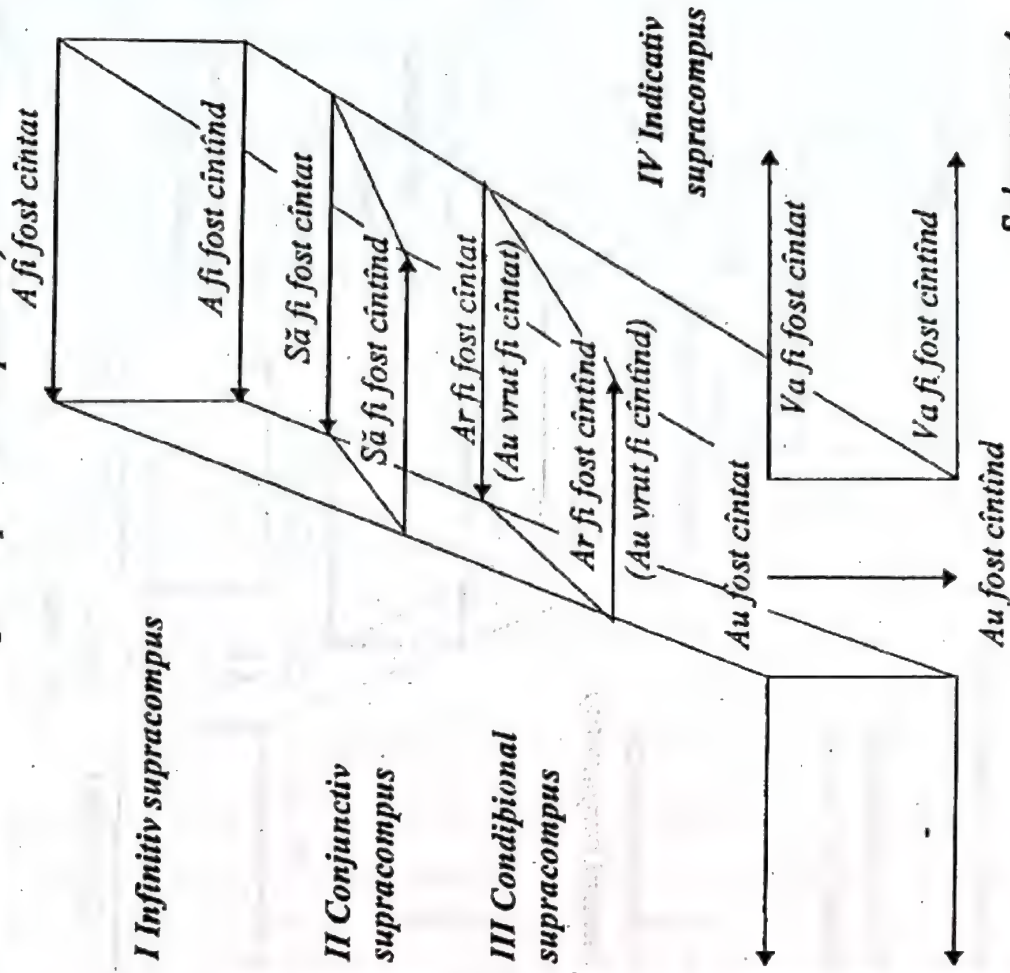 A fi fost cîntat
A fi fost cîntînd
I Infinitiv supracompus
Să fi fost cîntat
Să fi fost cîntînd
II Conjunctiv
supracompus
Ar fi fost cîntat
(Au vrut fi cîntat)
Ar fi fost cîntînd
(Au vrut fi cîntînd)
III Condiþional
supracompus
IV Indicativ
supracompus
Au fost cîntat
Va fi fost cîntat
Va fi fost cîntînd
Au fost cîntînd